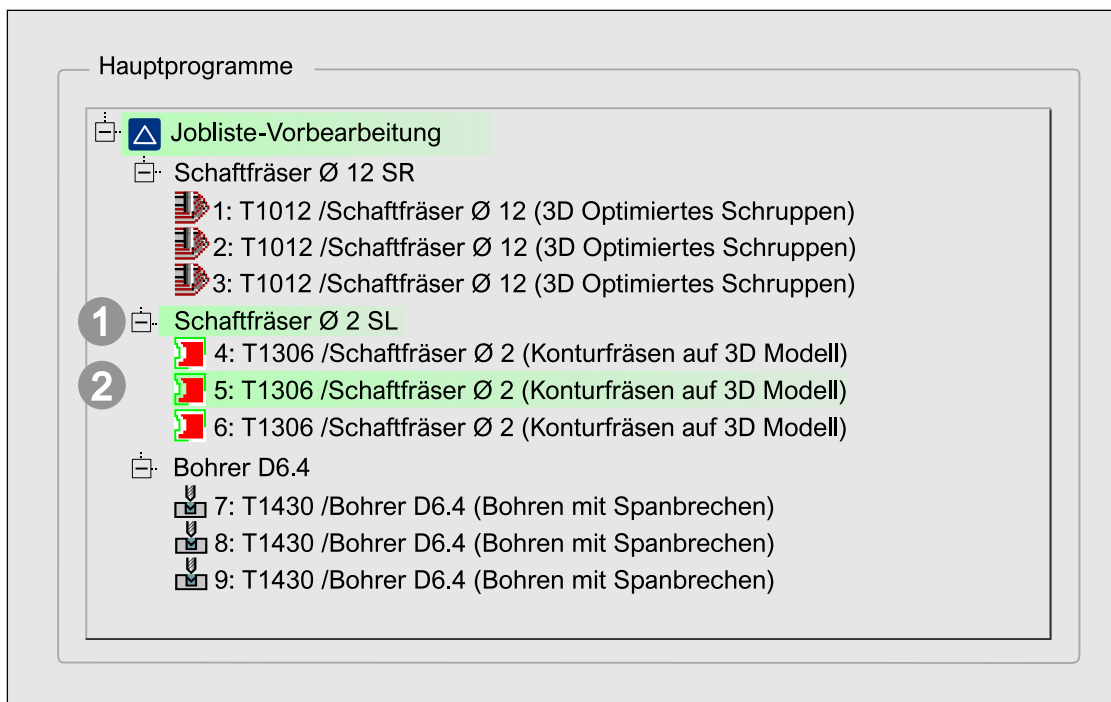 Hauptprogramme
Jobliste-Vorbearbeitung
Schaftfräser Ø 12 SR
1: T1012 /Schaftfräser Ø 12 (3D Optimiertes Schruppen)
2: T1012 /Schaftfräser Ø 12 (3D Optimiertes Schruppen)
3: T1012 /Schaftfräser Ø 12 (3D Optimiertes Schruppen)
1 Schaftfräser Ø 2 SL
4: T1306 /Schaftfräser Ø 2 (Konturfräsen auf 3D Modell)
2 5: T1306 /Schaftfräser Ø 2 (Konturfräsen auf 3D Modell)
6: T1306 /Schaftfräser Ø 2 (Konturfräsen auf 3D Modell)
Bohrer D6.4
7: T1430 /Bohrer D6.4 (Bohren mit Spanbrechen)
8: T1430 /Bohrer D6.4 (Bohren mit Spanbrechen)
9: T1430 /Bohrer D6.4 (Bohren mit Spanbrechen)